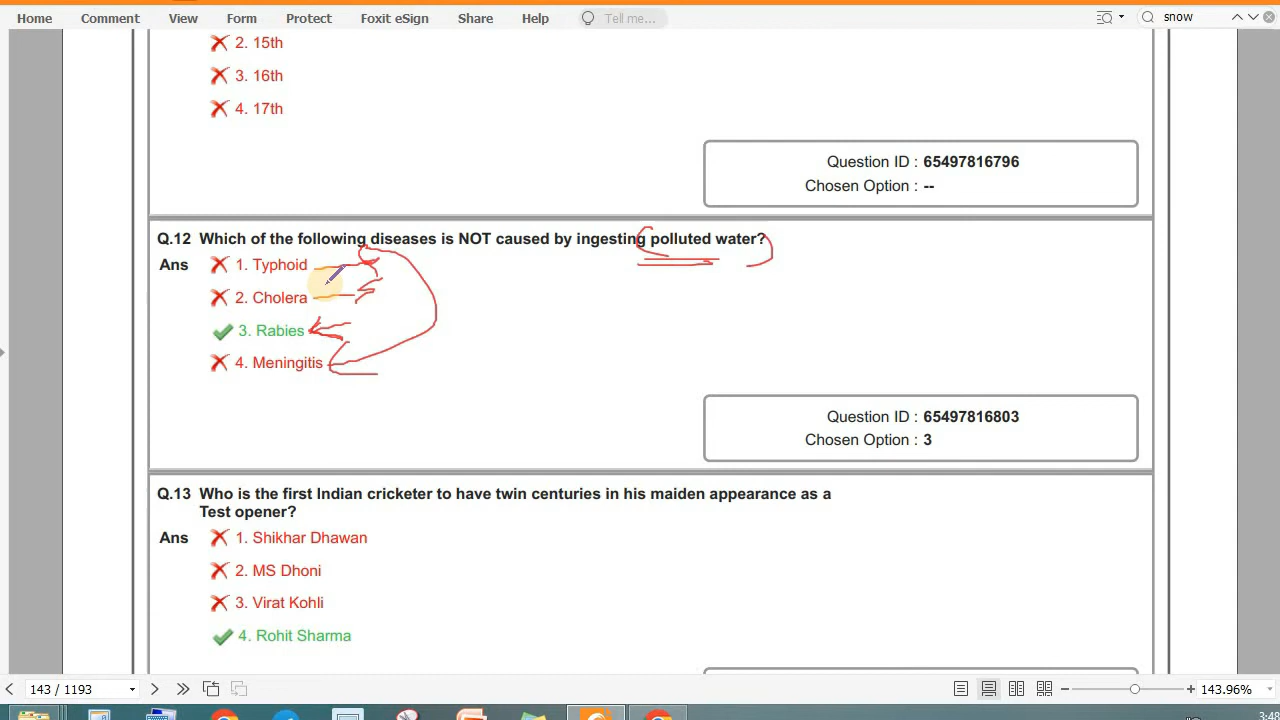 Home Comment View Form Protect Foxit eSign Share Help Tell me... snow
2. 15th
3. 16th
4. 17th
Question ID : 65497816796
Chosen Option : --
Q.12 Which of the following diseases is NOT caused by ingesting polluted water?
Ans 1. Typhoid
2. Cholera
3. Rabies
4. Meningitis
Question ID : 65497816803
Chosen Option : 3
Q.13 Who is the first Indian cricketer to have twin centuries in his maiden appearance as a
Test opener?
Ans 1. Shikhar Dhawan
2. MS Dhoni
3. Virat Kohli
4. Rohit Sharma
143 / 1193 143.96%